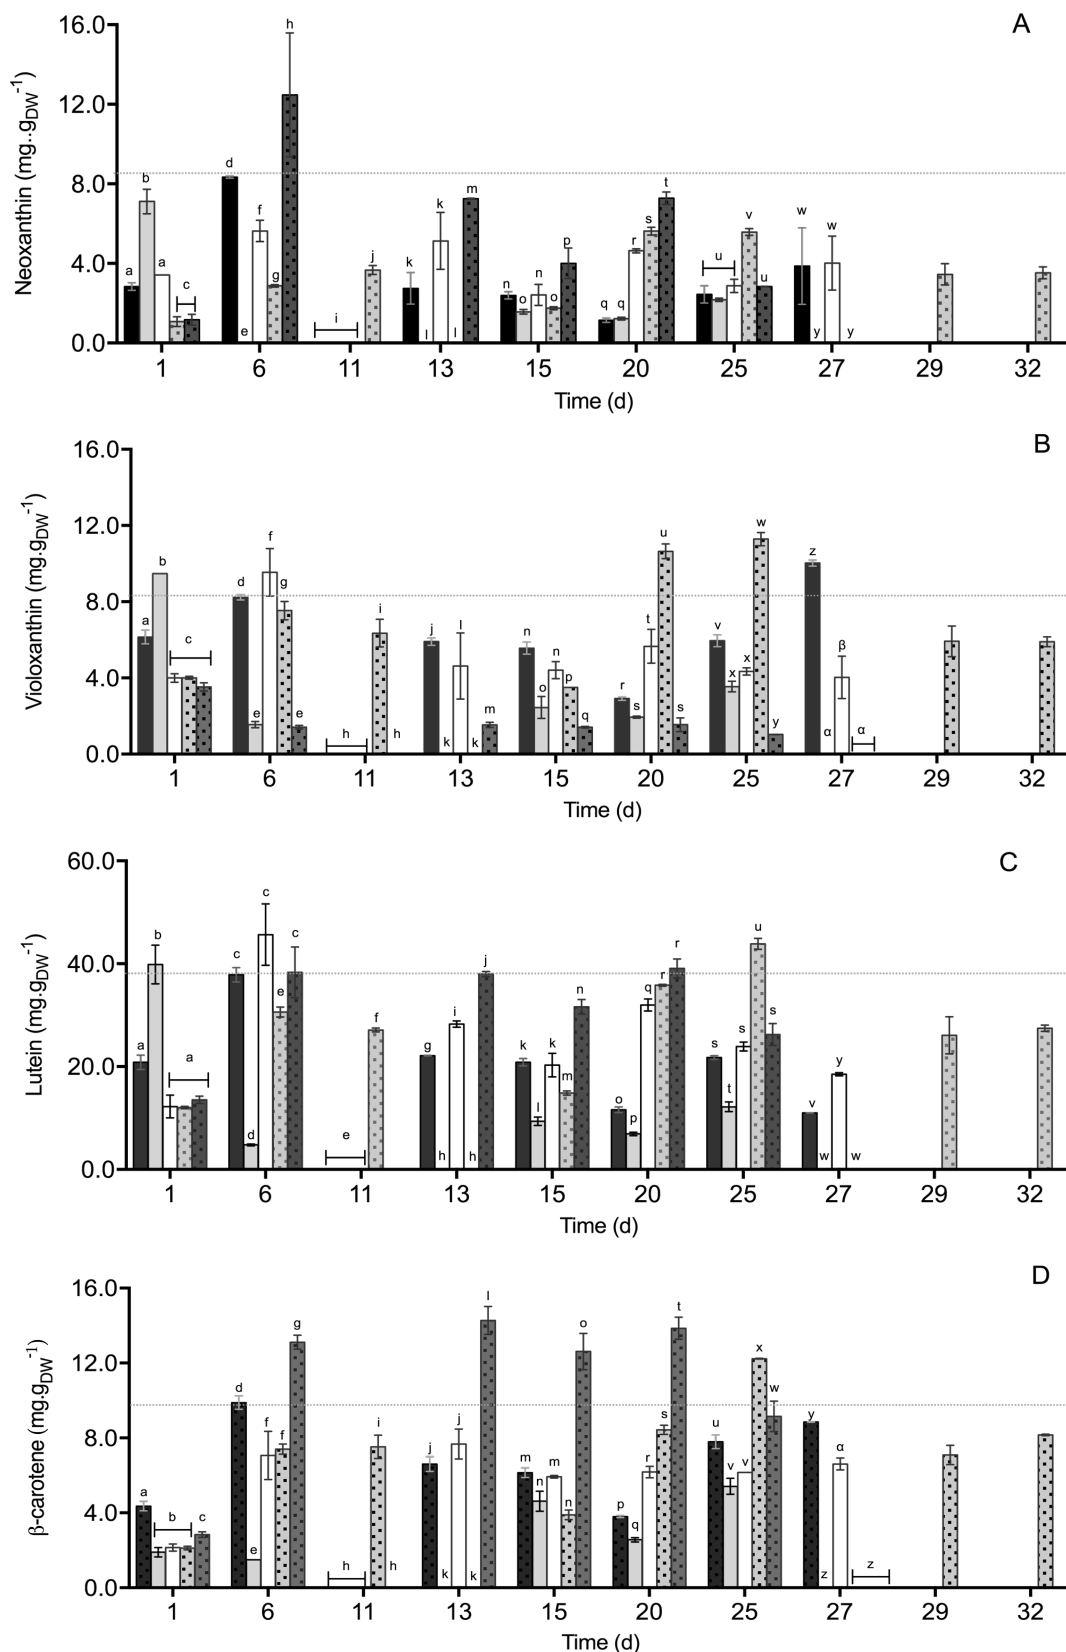 A
Neoxanthin (mg..gDW-1)
16.0
12.0
8.0
4.0
0.0
a b a c
d e f g h
i j
k l k l m
n o n o p
q q r s t
u v u
w y w y
1 6 11 13 15 20 25 27 29 32
Time (d)
B
Violoxanthin (mg.gDW-1)
16.0
12.0
8.0
4.0
0.0
a b c
d e f g e
h i h
j k l k m
n o n p q
r s t u s
v x x w y
z α β α
1 6 11 13 15 20 25 27 29 32
Time (d)
C
Lutein (mg.gDW-1)
60.0
40.0
20.0
0.0
a b a
c d c e c
e f
g h i h j
k l k m n
o p q r r
s t s u s
v w y w
1 6 11 13 15 20 25 27 29 32
Time (d)
D
β-carotene (mg.gDW-1)
16.0
12.0
8.0
4.0
0.0
a b c
d e f f g
h i h
j k j k l
m n m n o
p q r s t
u v v x w
y z α z
1 6 11 13 15 20 25 27 29 32
Time (d)